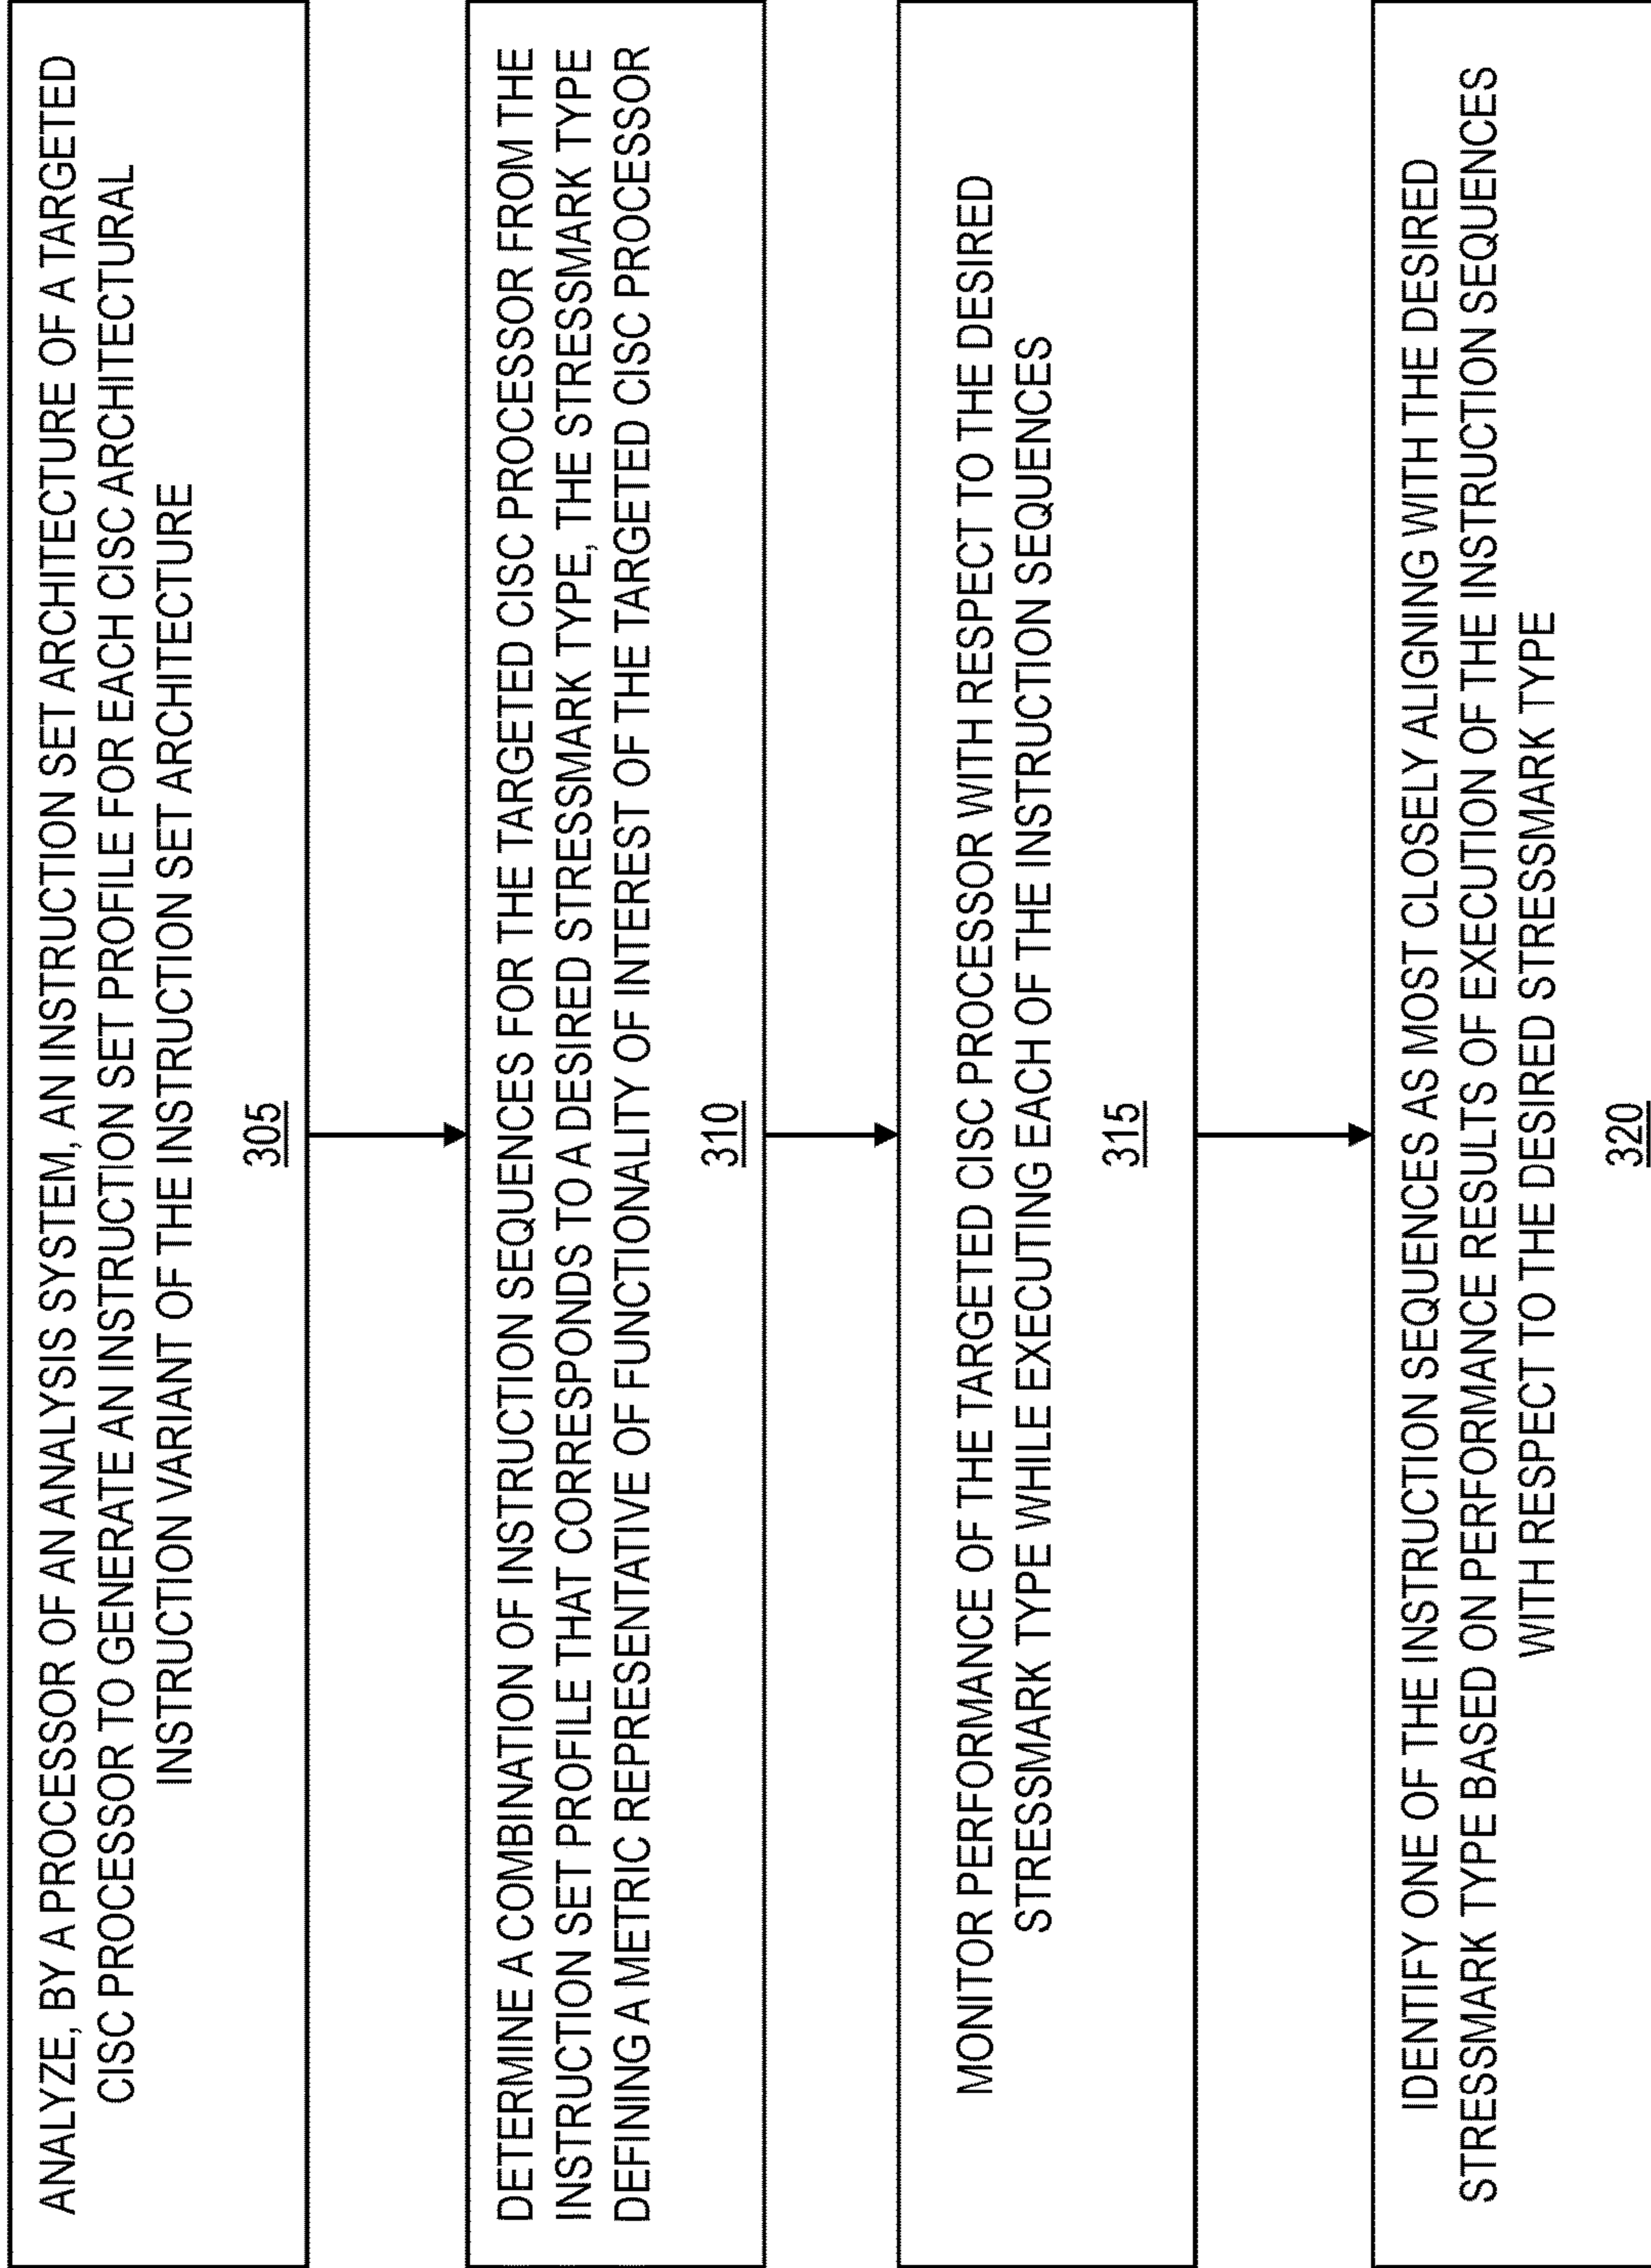 ANALYZE, BY A PROCESSOR OF AN ANALYSIS SYSTEM, AN INSTRUCTION SET ARCHITECTURE OF A TARGETED
CISC PROCESSOR TO GENERATE AN INSTRUCTION SET PROFILE FOR EACH CISC ARCHITECTURAL
INSTRUCTION VARIANT OF THE INSTRUCTION SET ARCHITECTURE
305
DETERMINE A COMBINATION OF INSTRUCTION SEQUENCES FOR THE TARGETED CISC PROCESSOR FROM THE
INSTRUCTION SET PROFILE THAT CORRESPONDS TO A DESIRED STRESSMARK TYPE, THE STRESSMARK TYPE
DEFINING A METRIC REPRESENTATIVE OF FUNCTIONALITY OF INTEREST OF THE TARGETED CISC PROCESSOR
310
MONITOR PERFORMANCE OF THE TARGETED CISC PROCESSOR WITH RESPECT TO THE DESIRED
STRESSMARK TYPE WHILE EXECUTING EACH OF THE INSTRUCTION SEQUENCES
315
IDENTIFY ONE OF THE INSTRUCTION SEQUENCES AS MOST CLOSELY ALIGNING WITH THE DESIRED
STRESSMARK TYPE BASED ON PERFORMANCE RESULTS OF EXECUTION OF THE INSTRUCTION SEQUENCES
WITH RESPECT TO THE DESIRED STRESSMARK TYPE
320